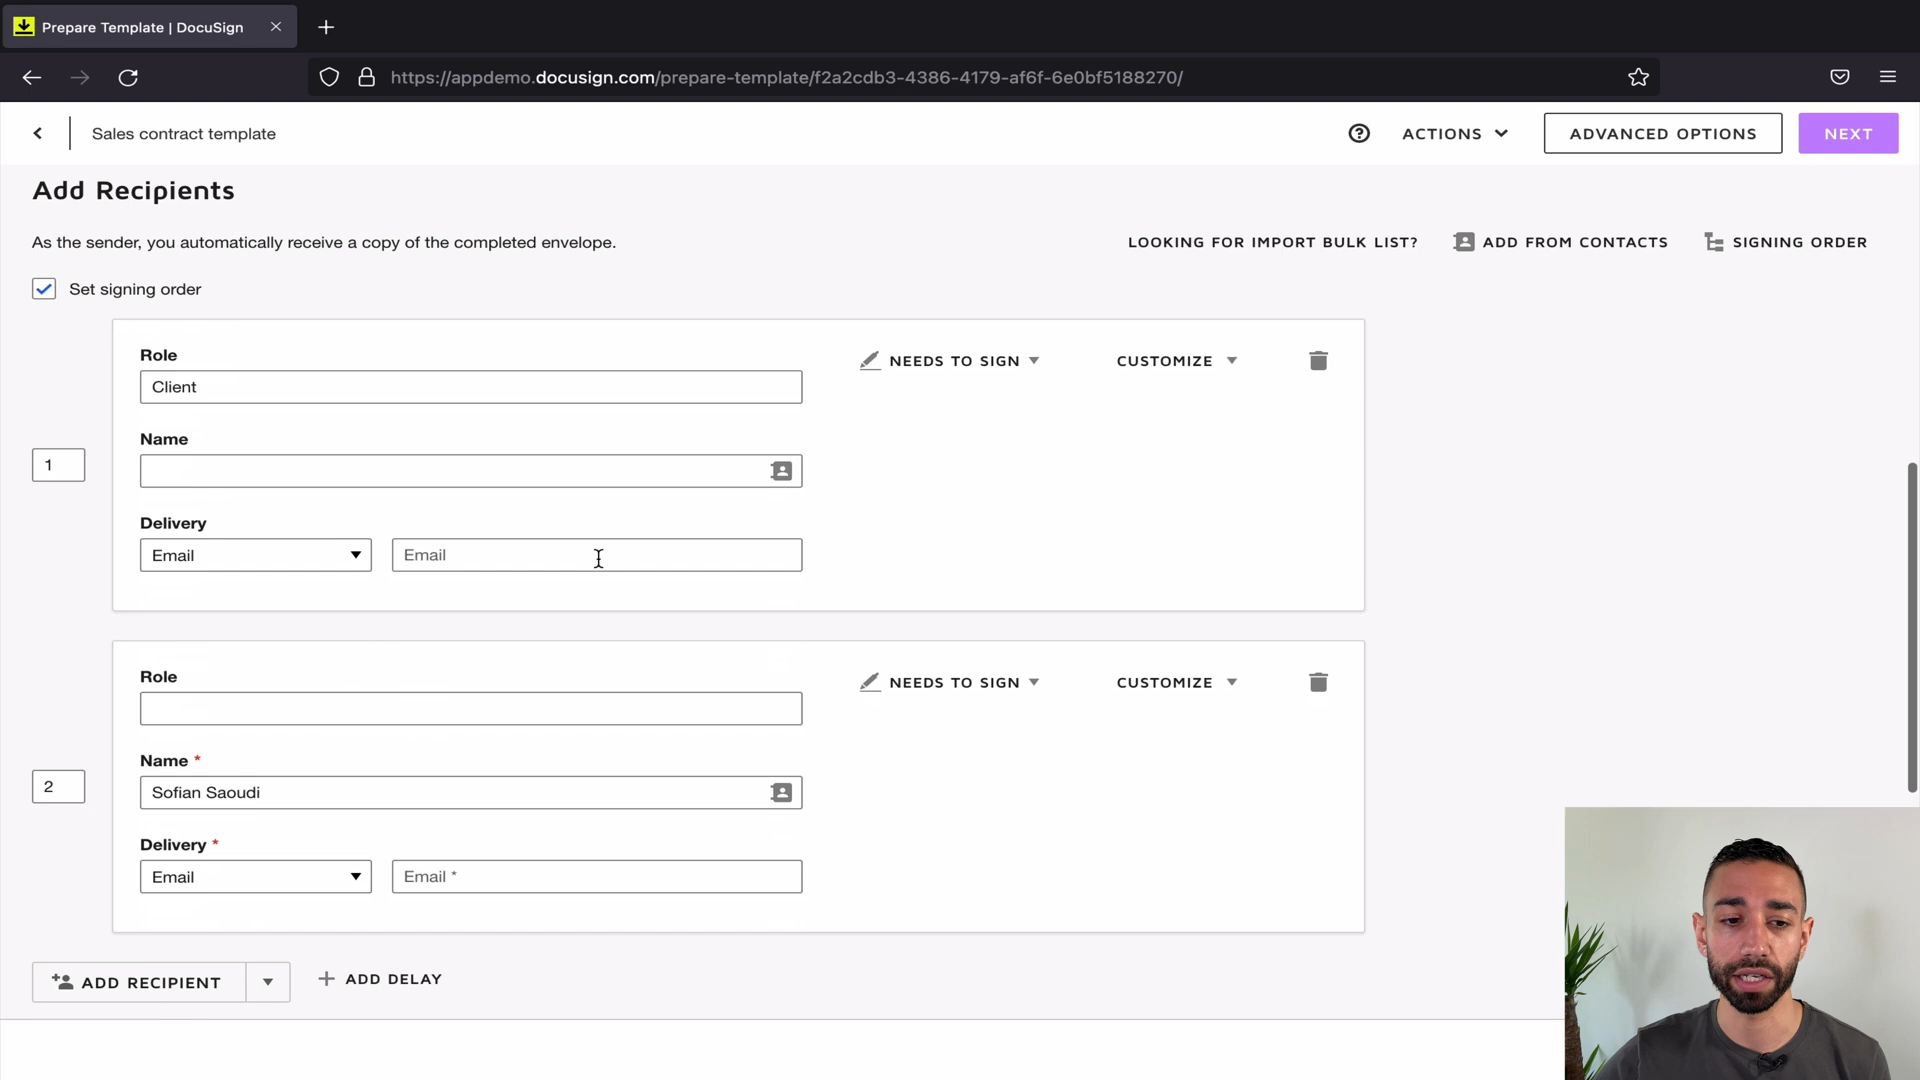 Prepare Template | DocuSign
https://appdemo.docusign.com/prepare-template/f2a2cdb3-4386-4179-af6f-6e0bf5188270/
Sales contract template
ACTIONS
ADVANCED OPTIONS
NEXT
Add Recipients
As the sender, you automatically receive a copy of the completed envelope.
LOOKING FOR IMPORT BULK LIST?
ADD FROM CONTACTS
SIGNING ORDER
Set signing order
1
Role
Client
NEEDS TO SIGN
CUSTOMIZE
Name
Delivery
Email
Email
2
Role
NEEDS TO SIGN
CUSTOMIZE
Name *
Sofian Saoudi
Delivery *
Email
Email *
ADD RECIPIENT
ADD DELAY